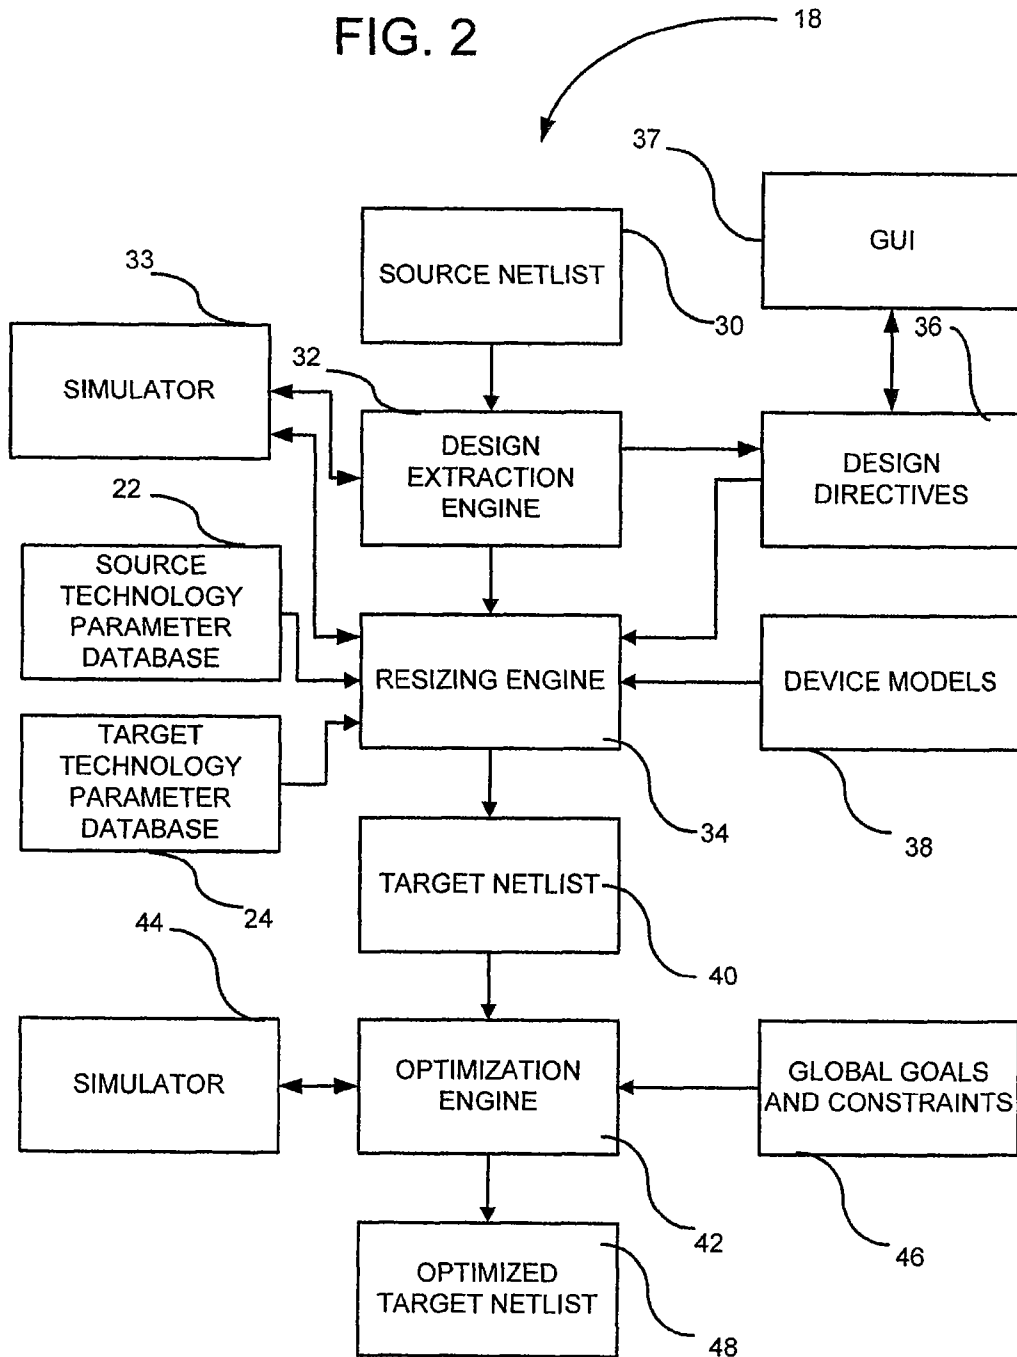 FIG. 2
18
37
GUI
33
SOURCE NETLIST
30
36
SIMULATOR
32
DESIGN
EXTRACTION
ENGINE
DESIGN
DIRECTIVES
22
SOURCE
TECHNOLOGY
PARAMETER
DATABASE
RESIZING ENGINE
DEVICE MODELS
TARGET
TECHNOLOGY
PARAMETER
DATABASE
34
38
TARGET NETLIST
24
44
40
SIMULATOR
OPTIMIZATION
ENGINE
GLOBAL GOALS
AND CONSTRAINTS
42
46
OPTIMIZED
TARGET NETLIST
48